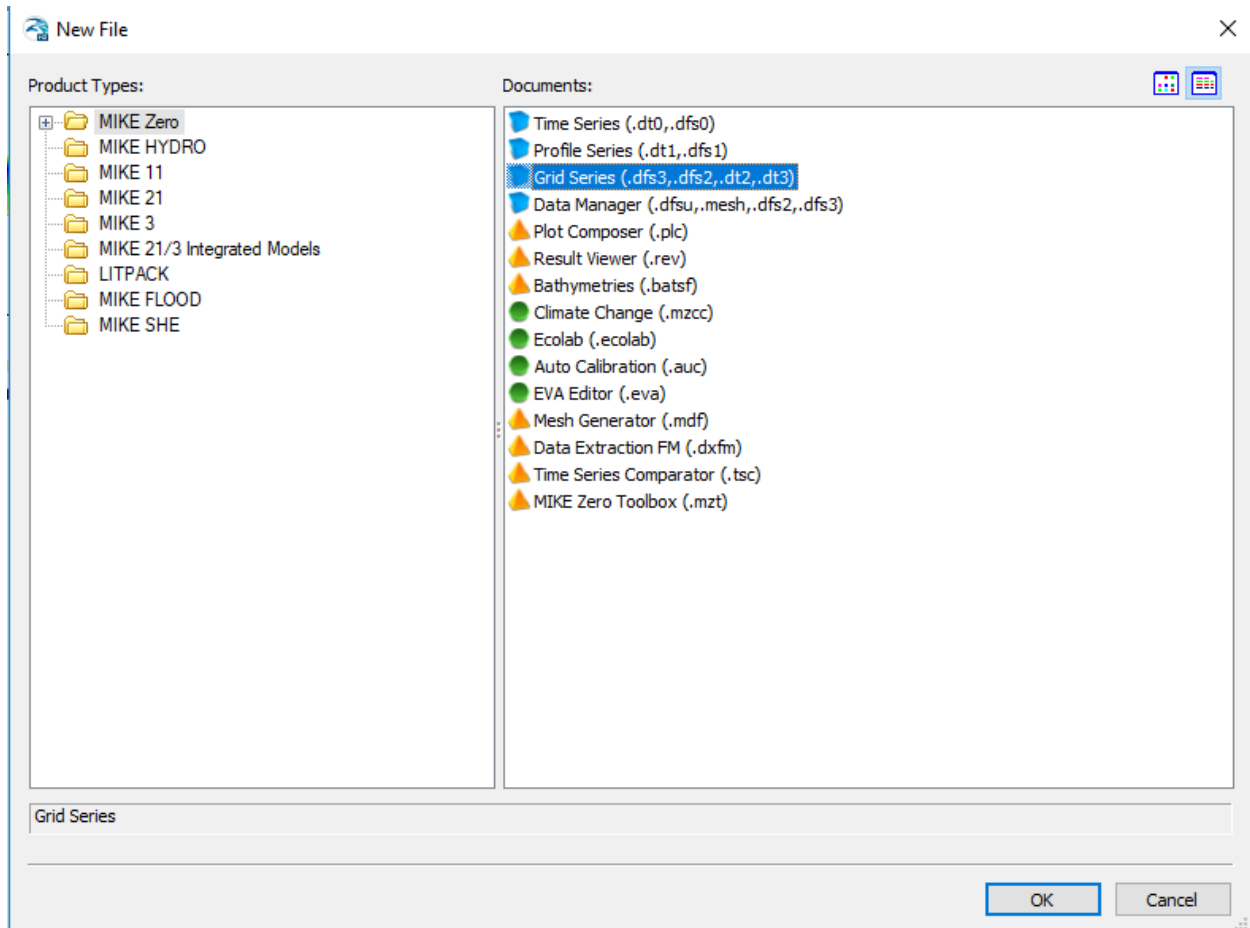 New File
Product Types:
MIKE Zero
MIKE HYDRO
MIKE 11
MIKE 21
MIKE 3
MIKE 21/3 Integrated Models
LITPACK
MIKE FLOOD
MIKE SHE
Documents:
Time Series (.dt0,.dfs0)
Profile Series (.dt1,.dfs1)
Grid Series (.dfs3,.dfs2,.dt2,.dt3)
Data Manager (.dfsu,.mesh,.dfs2,.dfs3)
Plot Composer (.plc)
Result Viewer (.rev)
Bathymetries (.batsf)
Climate Change (.mzcc)
Ecolab (.ecolab)
Auto Calibration (.auc)
EVA Editor (.eva)
Mesh Generator (.mdf)
Data Extraction FM (.dxfm)
Time Series Comparator (.tsc)
MIKE Zero Toolbox (.mzt)
Grid Series
OK
Cancel